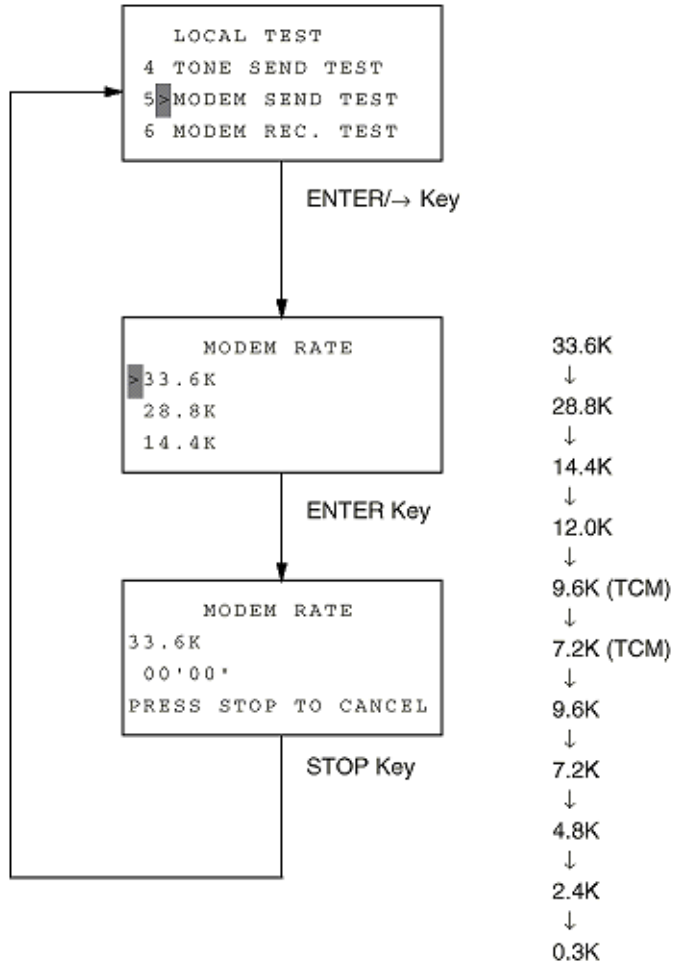 LOCAL TEST
4 TONE SEND TEST
5>MODEM SEND TEST
6 MODEM REC. TEST
ENTER/→ Key
MODEM RATE
>33.6K
28.8K
14.4K
ENTER Key
MODEM RATE
33.6K
00'00"
PRESS STOP TO CANCEL
STOP Key
33.6K
↓
28.8K
↓
14.4K
↓
12.0K
↓
9.6K (TCM)
↓
7.2K (TCM)
↓
9.6K
↓
7.2K
↓
4.8K
↓
2.4K
↓
0.3K